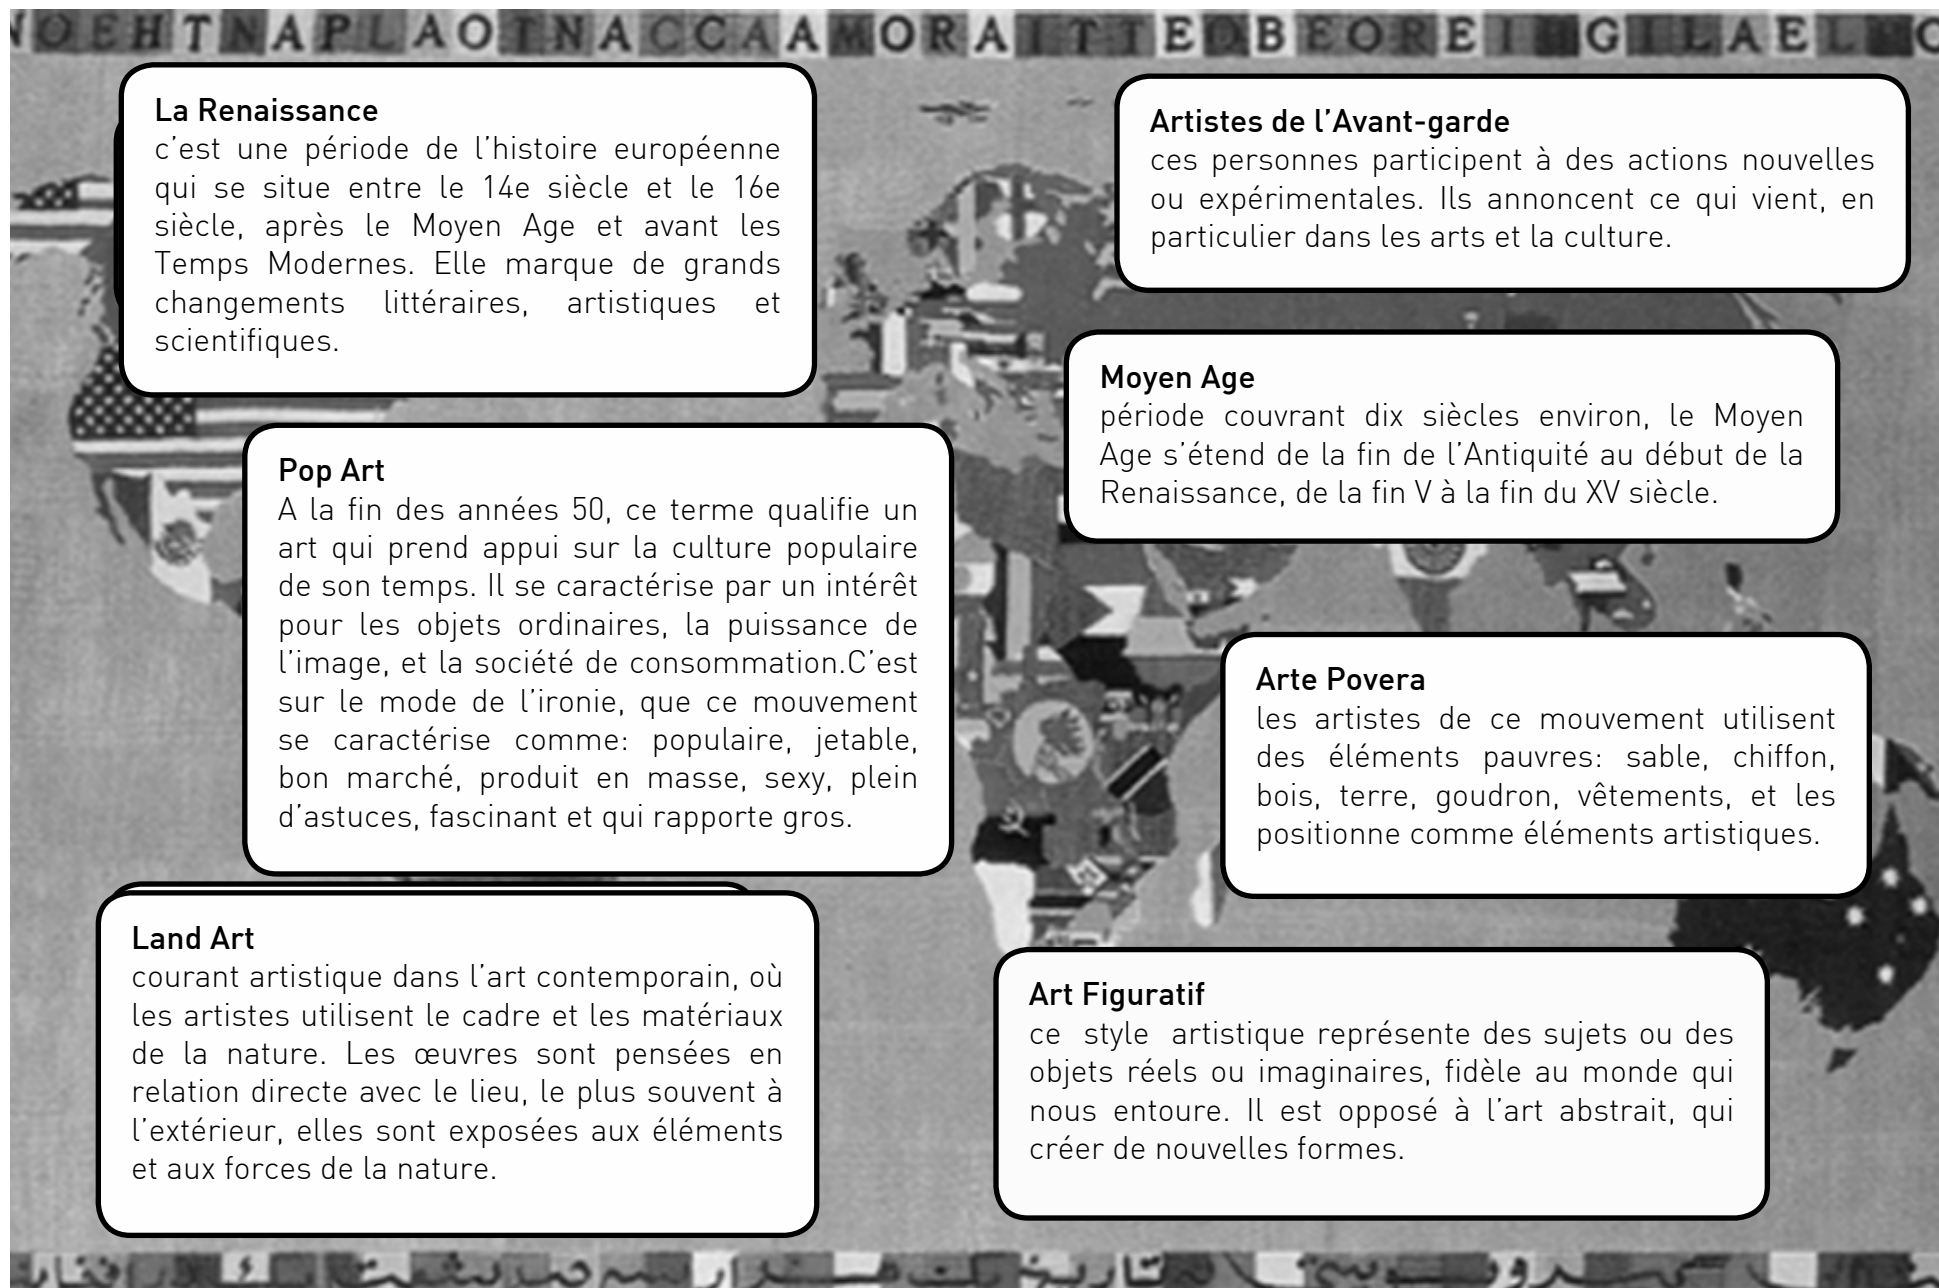 NOEHTNAPLAOTNACCAAMORAITTEDBEOREI
GILAEL
La Renaissance
c’est une période de l’histoire européenne
qui se situe entre le 14e siècle et le 16e
siècle, après le Moyen Age et avant les
Temps Modernes. Elle marque de grands
changements littéraires, artistiques et
scientifiques.
Pop Art
A la fin des années 50, ce terme qualifie un
art qui prend appui sur la culture populaire
de son temps. Il se caractérise par un intérêt
pour les objets ordinaires, la puissance de
l’image, et la société de consommation.C’est
sur le mode de l’ironie, que ce mouvement
se caractérise comme: populaire, jetable,
bon marché, produit en masse, sexy, plein
d’astuces, fascinant et qui rapporte gros.
Land Art
courant artistique dans l’art contemporain, où
les artistes utilisent le cadre et les matériaux
de la nature. Les œuvres sont pensées en
relation directe avec le lieu, le plus souvent à
l’extérieur, elles sont exposées aux éléments
et aux forces de la nature.
Artistes de l’Avant-garde
ces personnes participent à des actions nouvelles
ou expérimentales. Ils annoncent ce qui vient, en
particulier dans les arts et la culture.
Moyen Age
période couvrant dix siècles environ, le Moyen
Age s’étend de la fin de l’Antiquité au début de la
Renaissance, de la fin V à la fin du XV siècle.
Arte Povera
les artistes de ce mouvement utilisent
des éléments pauvres: sable, chiffon,
bois, terre, goudron, vêtements, et les
positionne comme éléments artistiques.
Art Figuratif
ce style artistique représente des sujets ou des
objets réels ou imaginaires, fidèle au monde qui
nous entoure. Il est opposé à l’art abstrait, qui
créer de nouvelles formes.